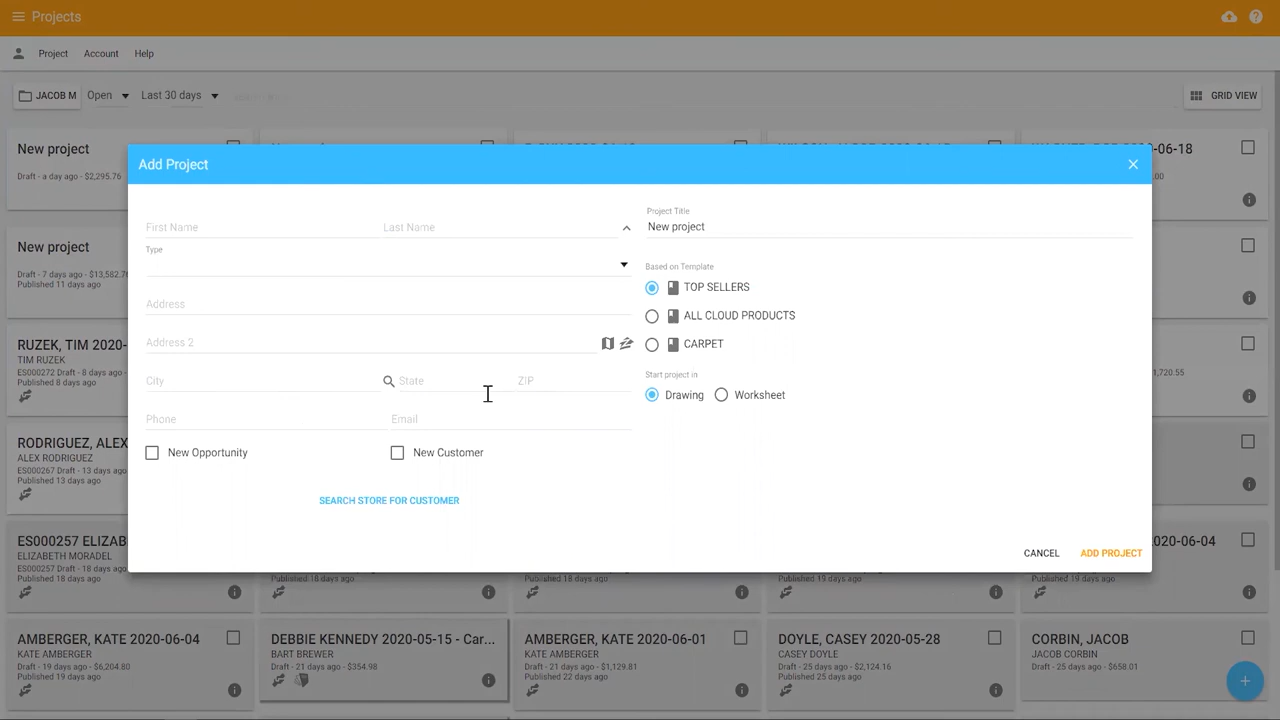 Projects
Project Account Help
JACOB M Open Last 30 days GRID VIEW
New project
Draft - a day ago - $2,295.76
-18
.00
Add Project
First Name Last Name
Type
Address
Address 2
City State ZIP
Phone Email
New Opportunity New Customer
SEARCH STORE FOR CUSTOMER
Project Title
New project
Based on Template
TOP SELLERS
ALL CLOUD PRODUCTS
CARPET
Start project in
Drawing Worksheet
CANCEL ADD PROJECT
New project
Draft - 7 days ago - $13,582.76
Published 11 days ago
RUZEK, TIM 2020-
TIM RUZEK
ES000272 Draft - 8 days ago -
Published 8 days ago
,720.55
RODRIGUEZ, ALEX
ALEX RODRIGUEZ
ES000267 Draft - 13 days ago
Published 13 days ago
ES000257 ELIZAB
ELIZABETH MORADEL
ES000257 Draft - 18 days ago
Published 18 days ago
Published 18 days ago
Published 18 days ago
Published 19 days ago
2020-06-04
Published 19 days ago
AMBERGER, KATE 2020-06-04
KATE AMBERGER
Draft - 19 days ago - $6,204.80
Published 19 days ago
DEBBIE KENNEDY 2020-05-15 - Car...
BART BREWER
Draft - 21 days ago - $354.98
AMBERGER, KATE 2020-06-01
KATE AMBERGER
Draft - 21 days ago - $1,129.81
Published 22 days ago
DOYLE, CASEY 2020-05-28
CASEY DOYLE
Draft - 25 days ago - $2,124.16
Published 25 days ago
CORBIN, JACOB
JACOB CORBIN
Draft - 25 days ago - $658.01